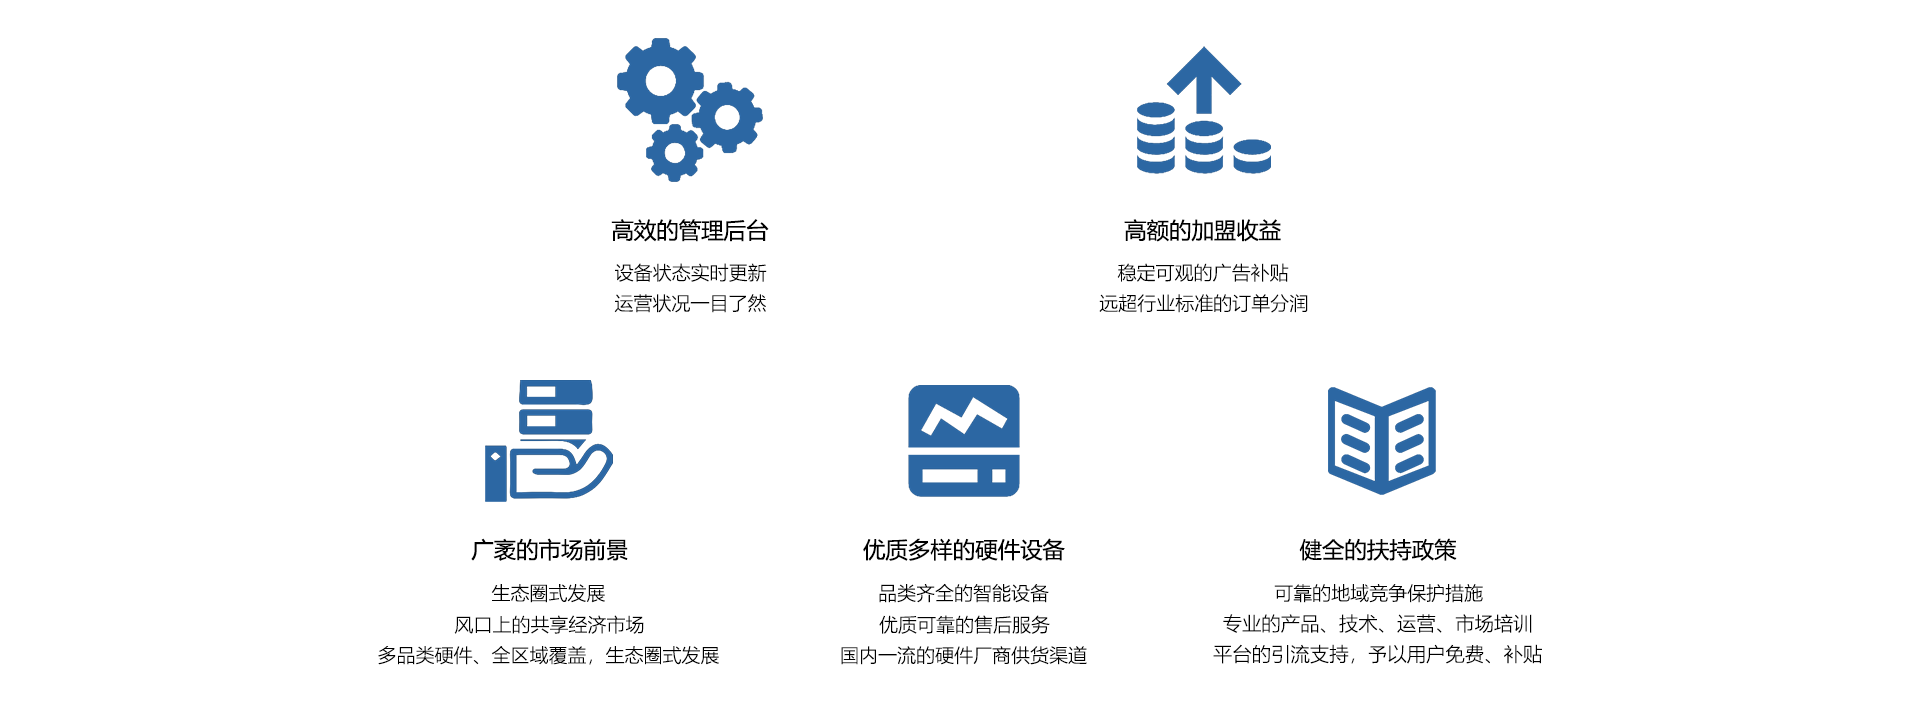 高效的管理后台
设备状态实时更新
运营状况一目了然
高额的加盟收益
稳定可观的广告补贴
远超行业标准的订单分润
广袤的市场前景
生态圈式发展
风口上的共享经济市场
多品类硬件、全区域覆盖，生态圈式发展
优质多样的硬件设备
品类齐全的智能设备
优质可靠的售后服务
国内一流的硬件厂商供货渠道
健全的扶持政策
可靠的地域竞争保护措施
专业的产品、技术、运营、市场培训
平台的引流支持，予以用户免费、补贴